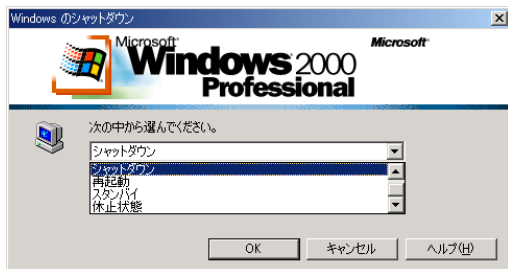 Windows のシャットダウン
Microsoft
Microsoft
Windows 2000
Professional
次の中から選んでください。
シャットダウン
シャットダウン
再起動
スタンバイ
休止状態
OK キャンセル ヘルプ(H)